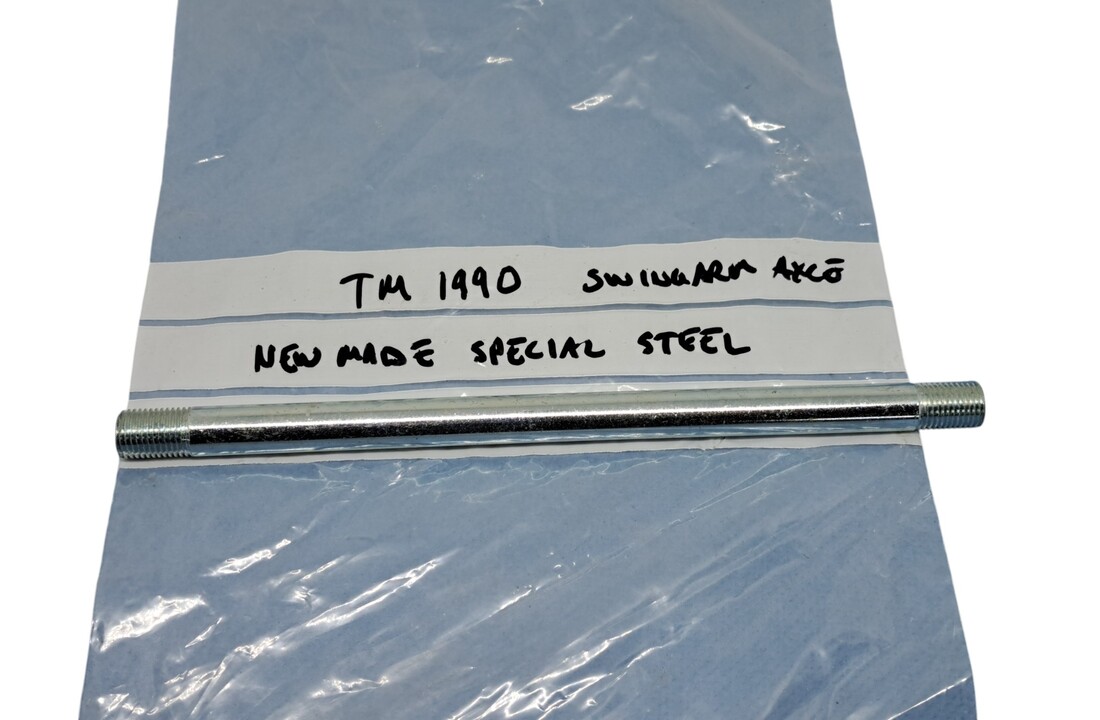 TM 1990 SWINGARM AXLE
NEW MADE SPECIAL STEEL